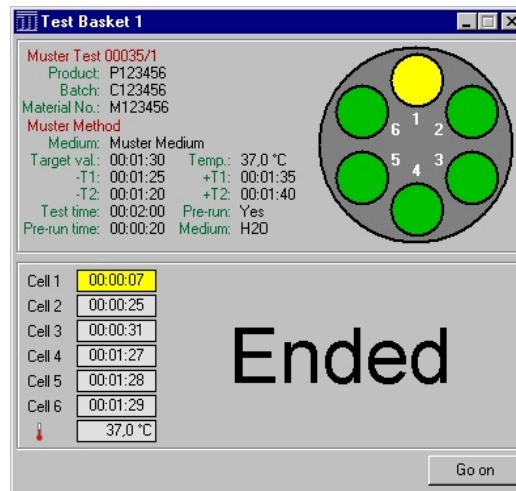 Test Basket 1
Muster Test 00035/1
Product: P123456
Batch: C123456
Material No.: M123456
Muster Method
Medium: Muster Medium
Target val.: 00:01:30 Temp.: 37,0 °C
-T1: 00:01:25 +T1: 00:01:35
-T2: 00:01:20 +T2: 00:01:40
Test time: 00:02:00 Pre-run: Yes
Pre-run time: 00:00:20 Medium: H2O
1
6 2
5 3
4
Cell 1 00:00:07
Cell 2 00:00:25
Cell 3 00:00:31
Cell 4 00:01:27
Cell 5 00:01:28
Cell 6 00:01:29
37,0 °C
Ended
Go on